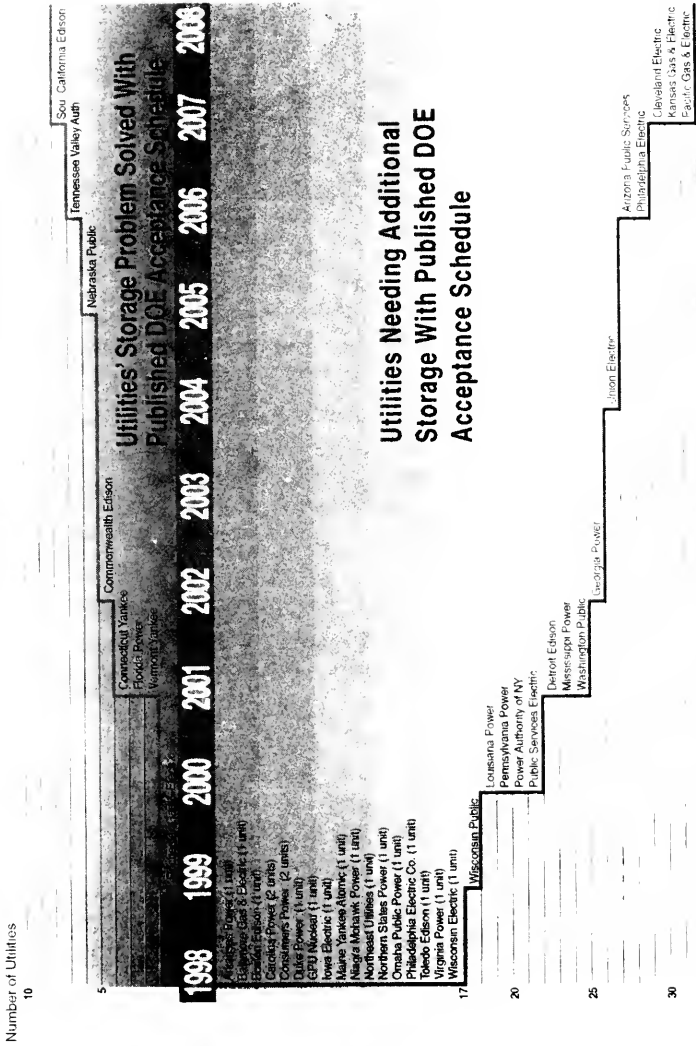 Number of Utilities
10
5
Sou. California Edison
Tennessee Valley Auth
Nebraska Public
Commonwealth Edison
Connecticut Yankee
Florida Power
Vermont Yankee
Utilities' Storage Problem Solved With
Published DOE Acceptance Schedule
1998 1999 2000 2001 2002 2003 2004 2005 2006 2007 2008
Power (1 unit)
Baltimore Gas & Electric (1 unit)
Boston Edison (1 unit)
Carolina Power (2 units)
Consumers Power (2 units)
Duke Power (1 unit)
GPU Nuclear (1 unit)
Iowa Electric (1 unit)
Maine Yankee Atomic (1 unit)
Niagra Mohawk Power (1 unit)
Northeast Utilities (1 unit)
Northern States Power (1 unit)
Omaha Public Power (1 unit)
Philadelphia Electric Co. (1 unit)
Toledo Edison (1 unit)
Virginia Power (1 unit)
Wisconsin Electric (1 unit)
Utilities Needing Additional
Storage With Published DOE
Acceptance Schedule
17
Wisconsin Public
Louisiana Power
Pennsylvania Power
20
Power Authority of NY
Public Services Electric
Detroit Edison
Mississippi Power
Washington Public
25
Georgia Power
Union Electric
Arizona Public Services
Philadelphia Electric
Cleveland Electric
30
Kansas Gas & Electric
Pacific Gas & Electric